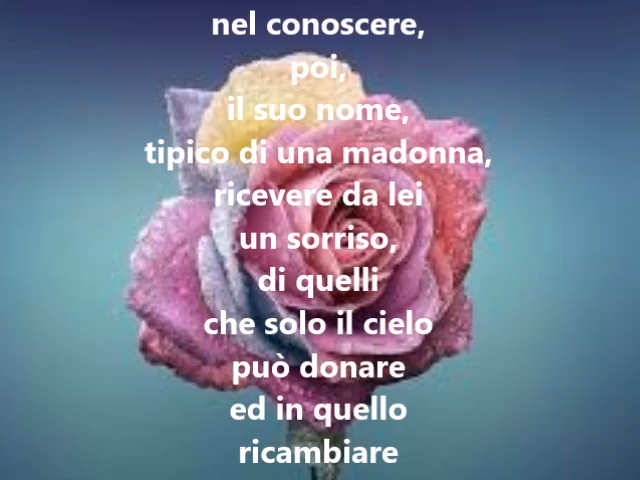 nel conoscere,
poi,
il suo nome,
tipico di una madonna,
ricevere da lei
un sorriso,
di quelli
che solo il cielo
può donare
ed in quello
ricambiare